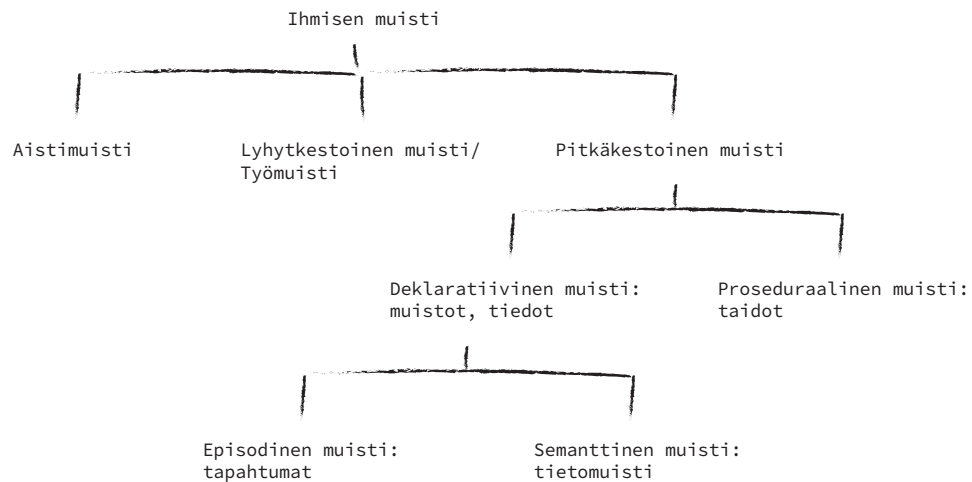 Ihmisen muisti
Aistimuisti
Lyhytkestoinen muisti/
Työmuisti
Pitkäkestoinen muisti
Deklaratiivinen muisti:
muistot, tiedot
Proseduraalinen muisti:
taidot
Episodinen muisti:
tapahtumat
Semanttinen muisti:
tietomuisti